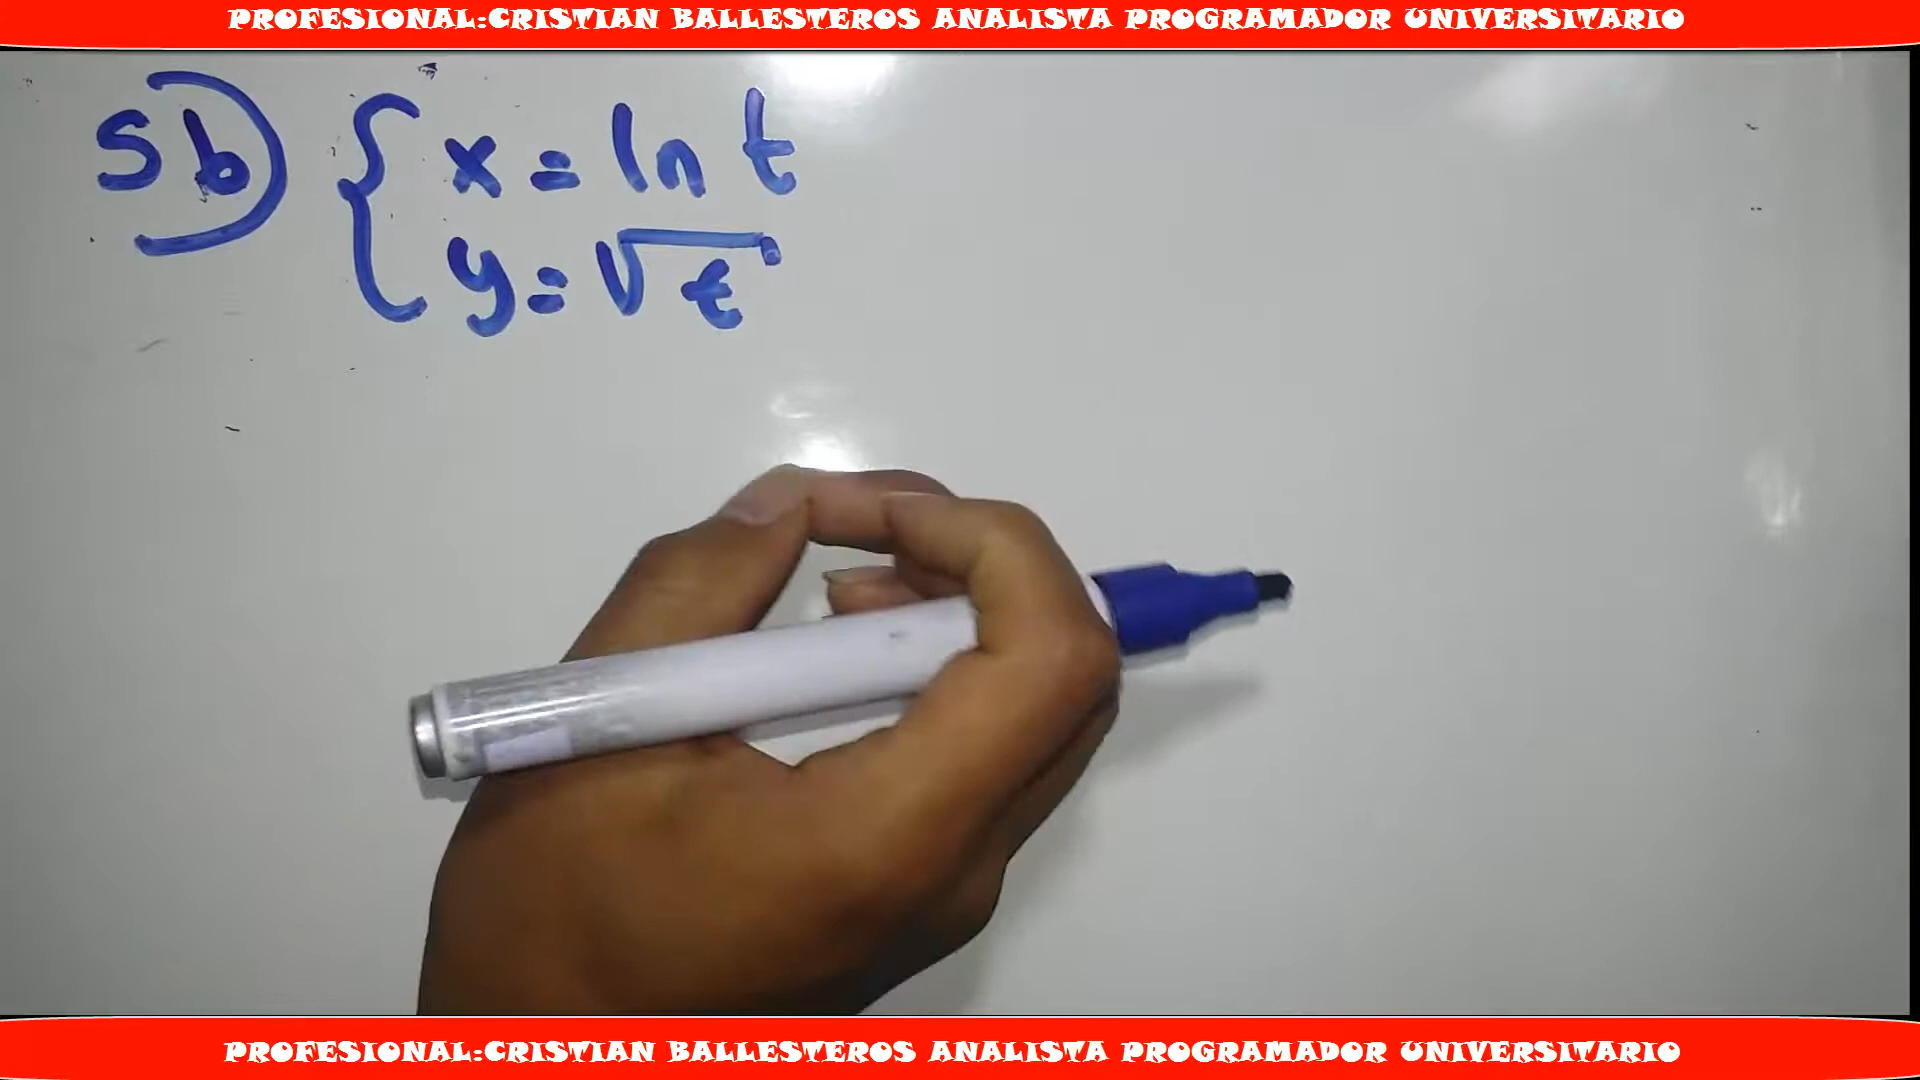 PROFESIONAL:CRISTIAN BALLESTEROS ANALISTA PROGRAMADOR UNIVERSITARIO
5b) { x = ln t
y = √t
PROFESIONAL:CRISTIAN BALLESTEROS ANALISTA PROGRAMADOR UNIVERSITARIO